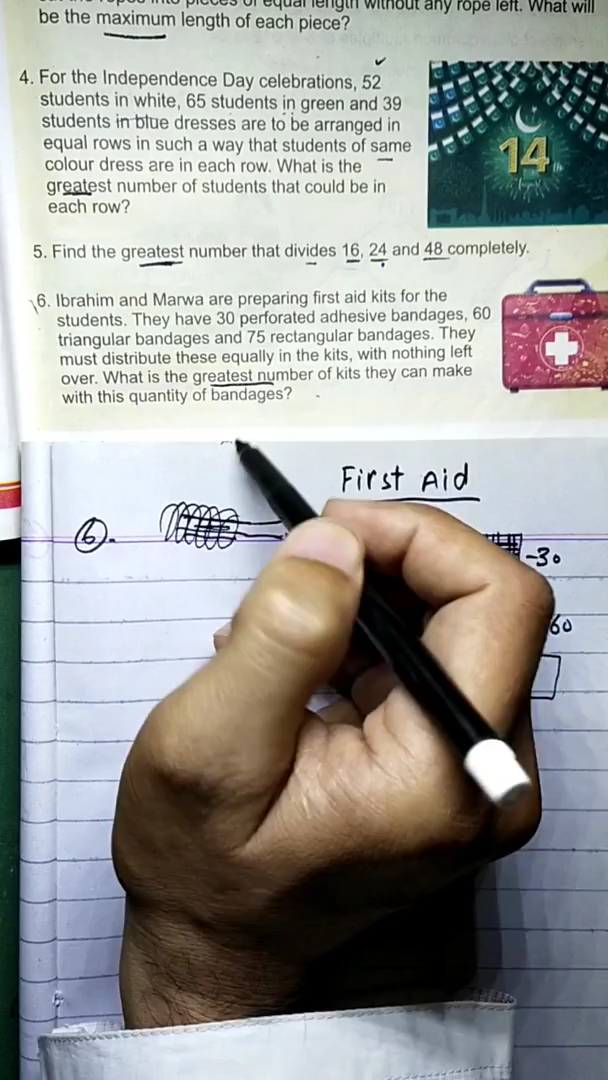 be the maximum length of each piece?
4. For the Independence Day celebrations, 52
students in white, 65 students in green and 39
students in blue dresses are to be arranged in
equal rows in such a way that students of same
colour dress are in each row. What is the
greatest number of students that could be in
each row?
14
5. Find the greatest number that divides 16, 24 and 48 completely.
6. Ibrahim and Marwa are preparing first aid kits for the
students. They have 30 perforated adhesive bandages, 60
triangular bandages and 75 rectangular bandages. They
must distribute these equally in the kits, with nothing left
over. What is the greatest number of kits they can make
with this quantity of bandages?
First Aid
6.
-30
60